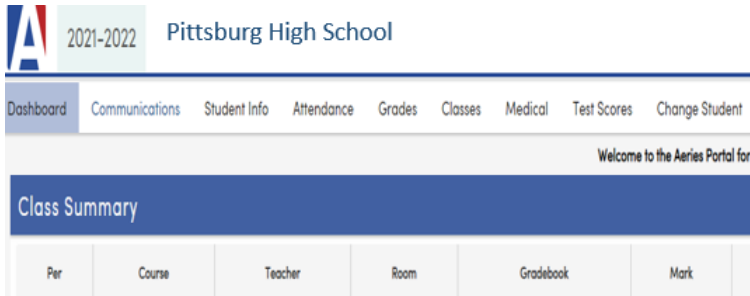 2021-2022 Pittsburg High School
Dashboard Communications Student Info Attendance Grades Classes Medical Test Scores Change Student
Welcome to the Aeries Portal for
Class Summary
Per Course Teacher Room Gradebook Mark